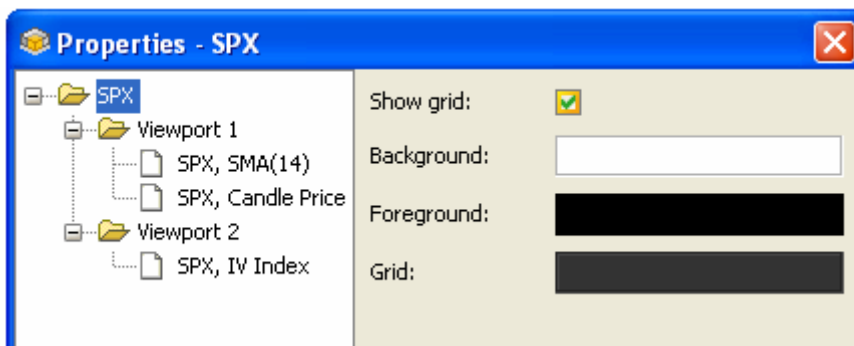 Properties - SPX
SPX
Viewport 1
SPX, SMA(14)
SPX, Candle Price
Viewport 2
SPX, IV Index
Show grid:
Background:
Foreground:
Grid: